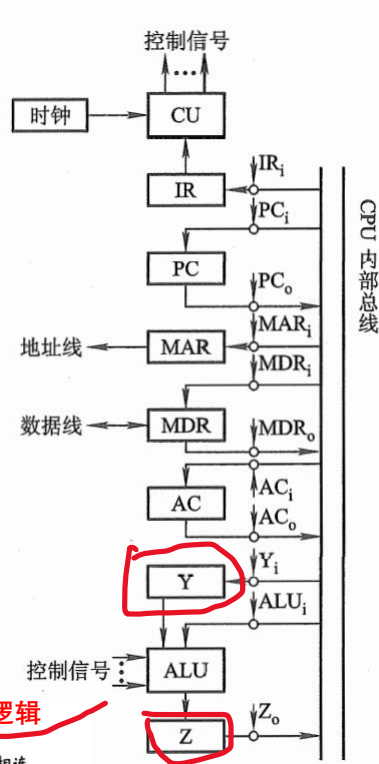 控制信号
时钟
CU
IR
IRi
PCi
PC
PCo
MARi
地址线
MAR
MDRi
数据线
MDR
MDRo
AC
ACi
ACo
Y
Yi
ALUi
控制信号
ALU
逻辑
Z
Zo
CPU 内部总线